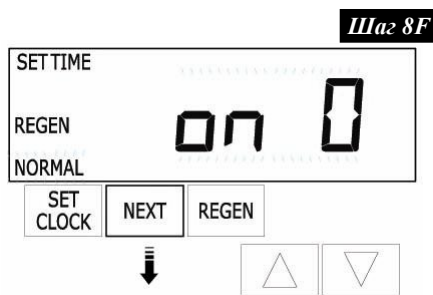 Шаг 8F
SET TIME
REGEN on 0
NORMAL
SET CLOCK NEXT REGEN